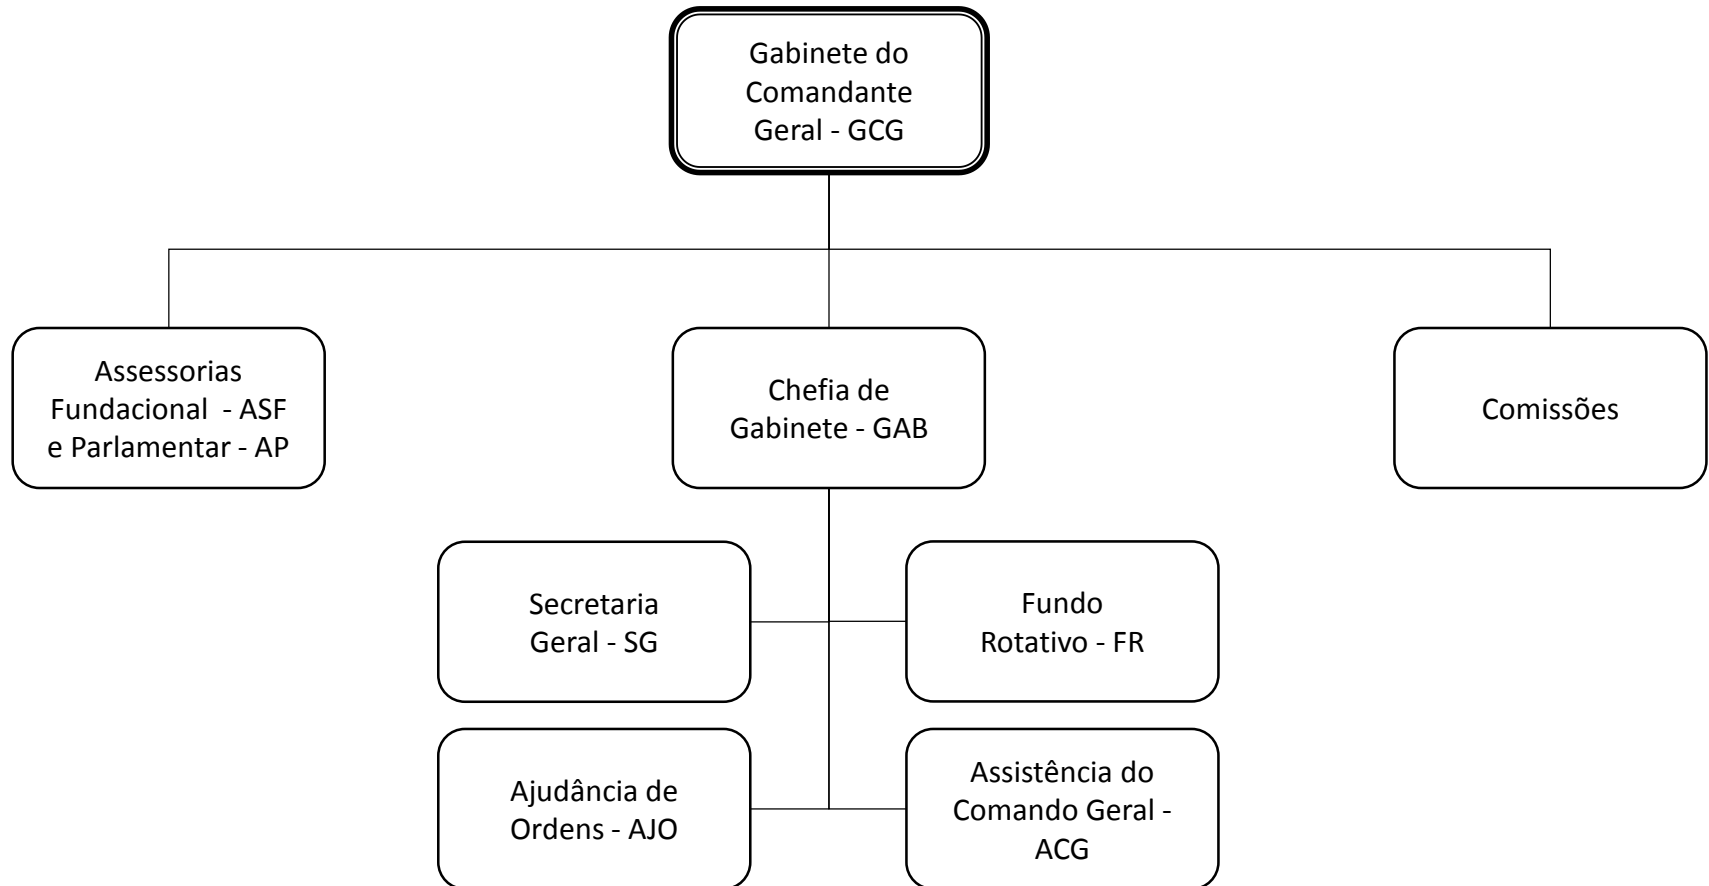 Gabinete do
Comandante
Geral - GCG
Assessorias
Fundacional  - ASF
e Parlamentar - AP
Chefia de
Gabinete - GAB
Comissões
Secretaria
Geral - SG
Fundo
Rotativo - FR
Ajudância de
Ordens - AJO
Assistência do
Comando Geral -
ACG